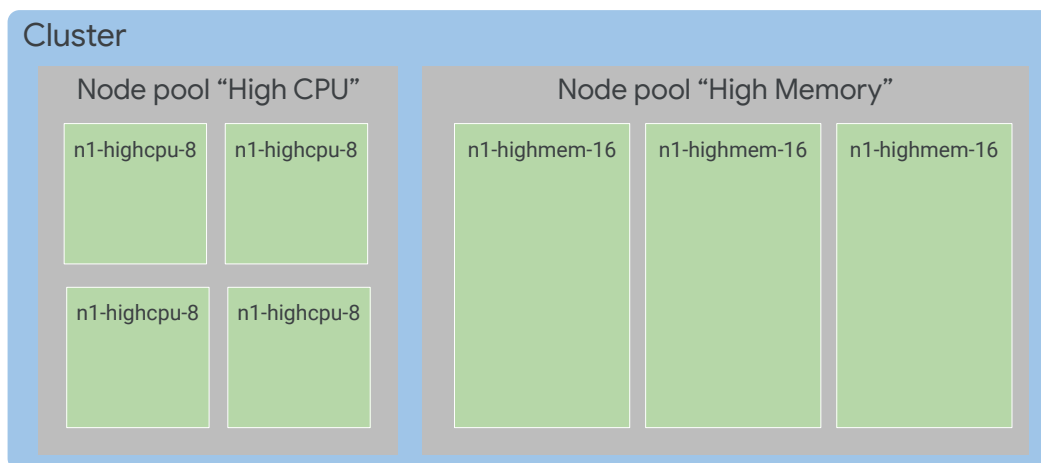 Cluster
Node pool “High CPU”
n1-highcpu-8
n1-highcpu-8
n1-highcpu-8
n1-highcpu-8
Node pool “High Memory”
n1-highmem-16
n1-highmem-16
n1-highmem-16